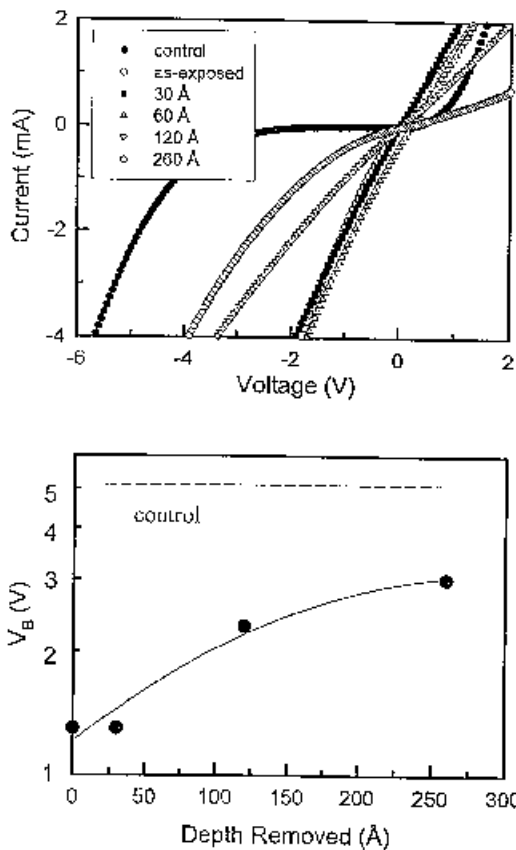 2
control
as-exposed
30 Å
60 Å
120 Å
260 Å
0
-2
-4
Current (mA)
-6 -4 -2 0 2
Voltage (V)
5
4
3
2
1
control
V_B (V)
0 50 100 150 200 250 300
Depth Removed (Å)